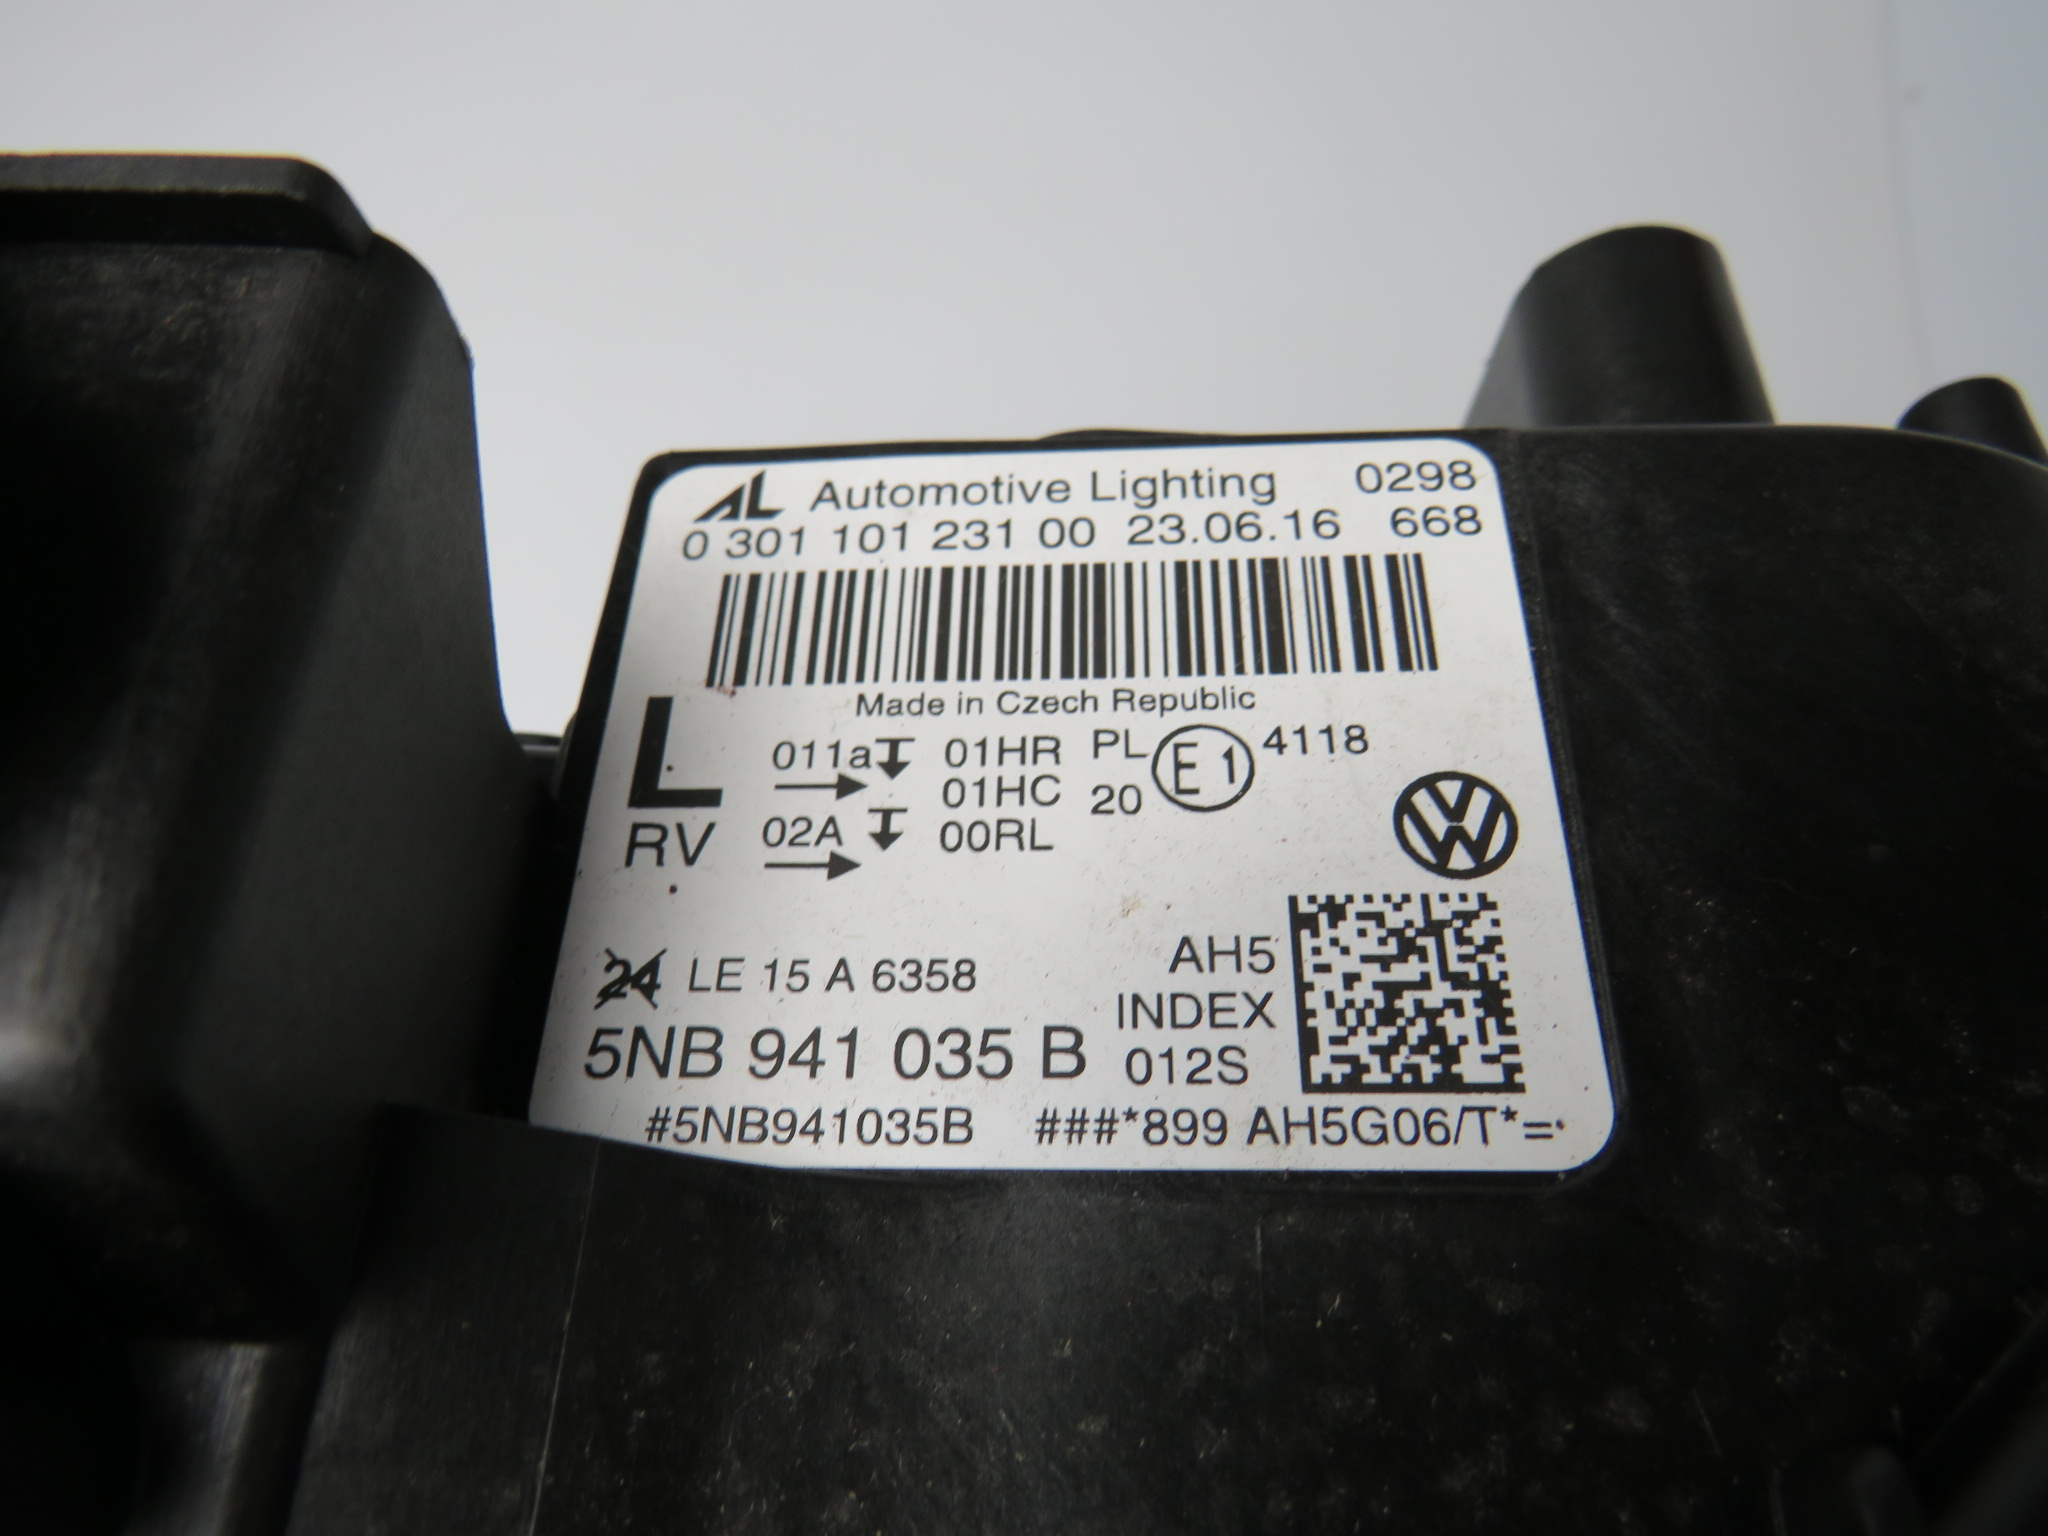 AL Automotive Lighting 0298
0 301 101 231 00 23.06.16 668
Made in Czech Republic
L 011a 01HR PL E1 4118
01HC 20
RV 02A 00RL
24 LE 15 A 6358
AH5
INDEX
5NB 941 035 B 012S
#5NB941035B ###*899 AH5G06/T*=